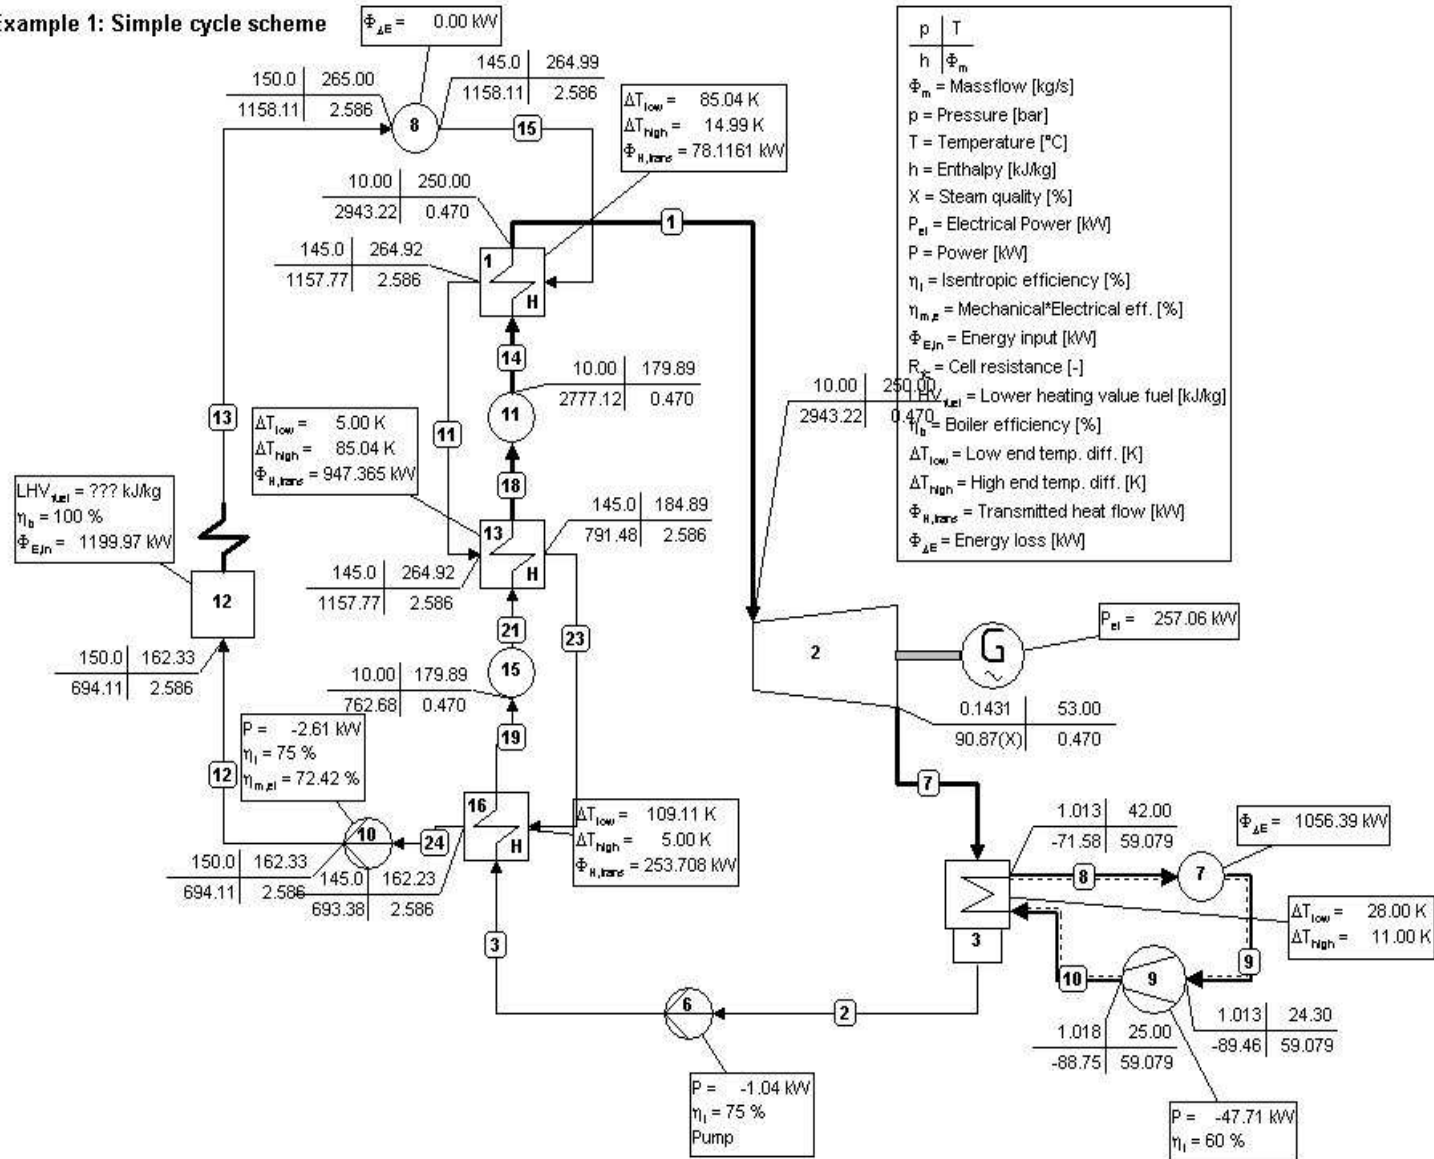 Example 1: Simple cycle scheme
Φ_ΔE = 0.00 kW
150.0 265.00
1158.11 2.586
145.0 264.99
1158.11 2.586
8
15
ΔT_low = 85.04 K
ΔT_high = 14.99 K
Φ_H,trans = 78.1161 kW
10.00 250.00
2943.22 0.470
1
145.0 264.92
1157.77 2.586
1
H
14
10.00 179.89
2777.12 0.470
11
11
13
18
ΔT_low = 5.00 K
ΔT_high = 85.04 K
Φ_H,trans = 947.365 kW
LHV_fuel = ??? kJ/kg
η_b = 100 %
Φ_E,in = 1199.97 kW
12
150.0 162.33
694.11 2.586
13
H
145.0 184.89
791.48 2.586
145.0 264.92
1157.77 2.586
21
23
15
10.00 179.89
762.68 0.470
19
P = -2.61 kW
η_i = 75 %
η_m,el = 72.42 %
12
10
24
16
H
150.0 162.33
694.11 2.586
145.0 162.23
693.38 2.586
ΔT_low = 109.11 K
ΔT_high = 5.00 K
Φ_H,trans = 253.708 kW
3
6
2
P = -1.04 kW
η_i = 75 %
Pump
p T
h Φ_m
Φ_m = Massflow [kg/s]
p = Pressure [bar]
T = Temperature [°C]
h = Enthalpy [kJ/kg]
X = Steam quality [%]
P_el = Electrical Power [kW]
P = Power [kW]
η_i = Isentropic efficiency [%]
η_m,e = Mechanical*Electrical eff. [%]
Φ_E,in = Energy input [kW]
= Cell resistance [-]
LHV_fuel = Lower heating value fuel [kJ/kg]
η_b = Boiler efficiency [%]
ΔT_low = Low end temp. diff. [K]
ΔT_high = High end temp. diff. [K]
Φ_H,trans = Transmitted heat flow [kW]
Φ_ΔE = Energy loss [kW]
10.00 250.00
2943.22 0.470
2
G
P_el = 257.06 kW
0.1431 53.00
90.87(X) 0.470
7
1.013 42.00
-71.58 59.079
Φ_ΔE = 1056.39 kW
8
7
3
ΔT_low = 28.00 K
ΔT_high = 11.00 K
9
10
9
1.018 25.00
-88.75 59.079
1.013 24.30
-89.46 59.079
P = -47.71 kW
η_i = 60 %